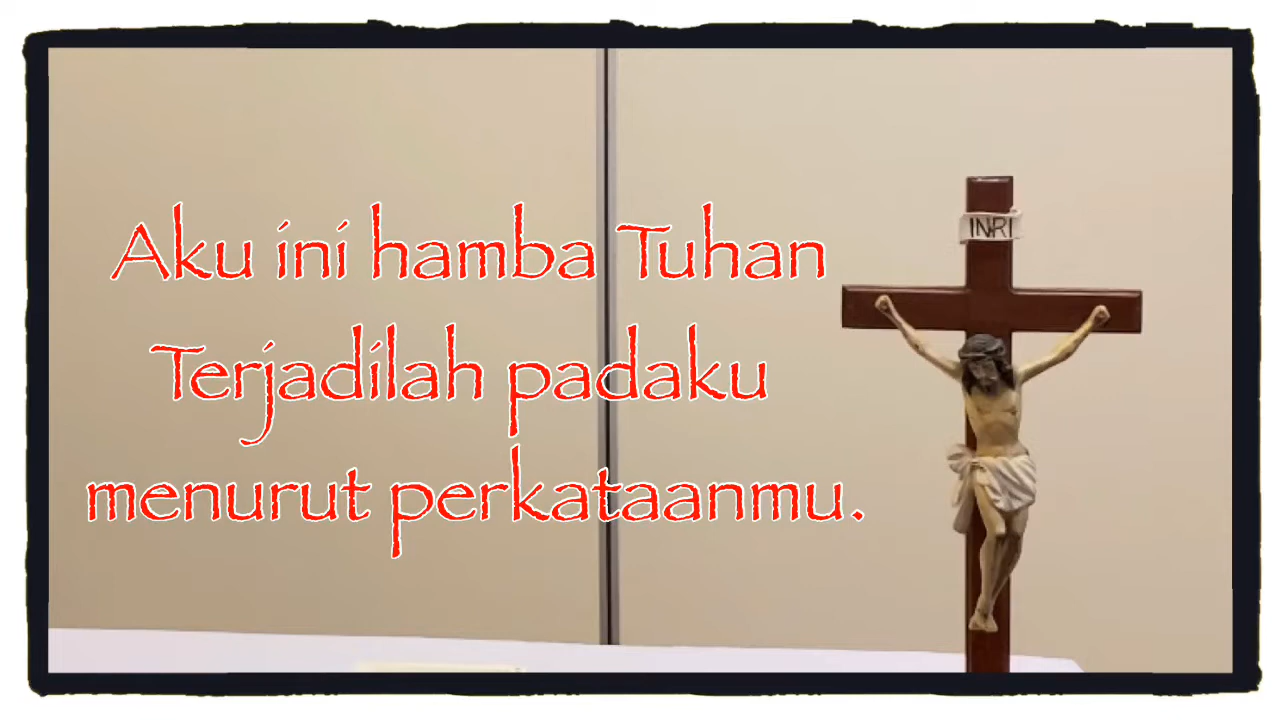 Aku ini hamba Tuhan
Terjadilah padaku
menurut perkataanmu.
INRI